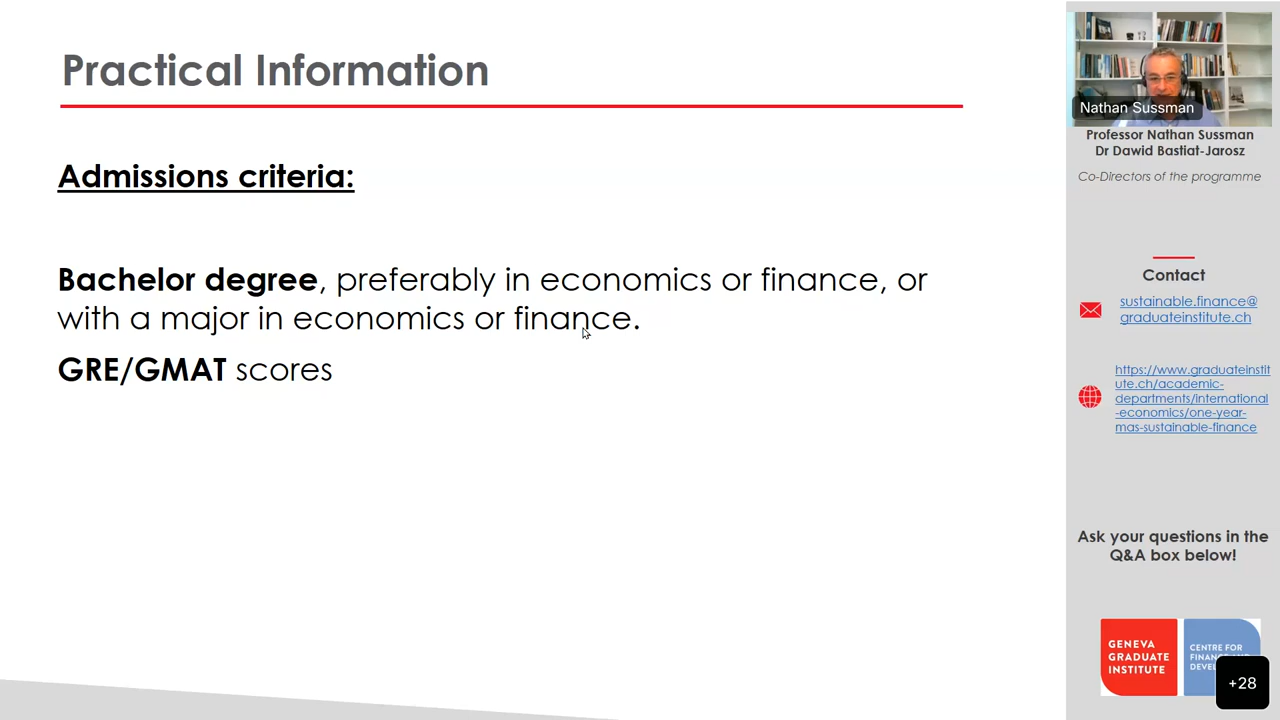 Practical Information
Admissions criteria:
Bachelor degree, preferably in economics or finance, or
with a major in economics or finance.
GRE/GMAT scores
Nathan Sussman
Professor Nathan Sussman
Dr Dawid Bastiat-Jarosz
Co-Directors of the programme
Contact
sustainable.finance@
graduateinstitute.ch
https://www.graduateinstit
ute.ch/academic-
departments/international
-economics/one-year-
mas-sustainable-finance
Ask your questions in the
Q&A box below!
GENEVA
GRADUATE
INSTITUTE
CENTRE FOR
+28